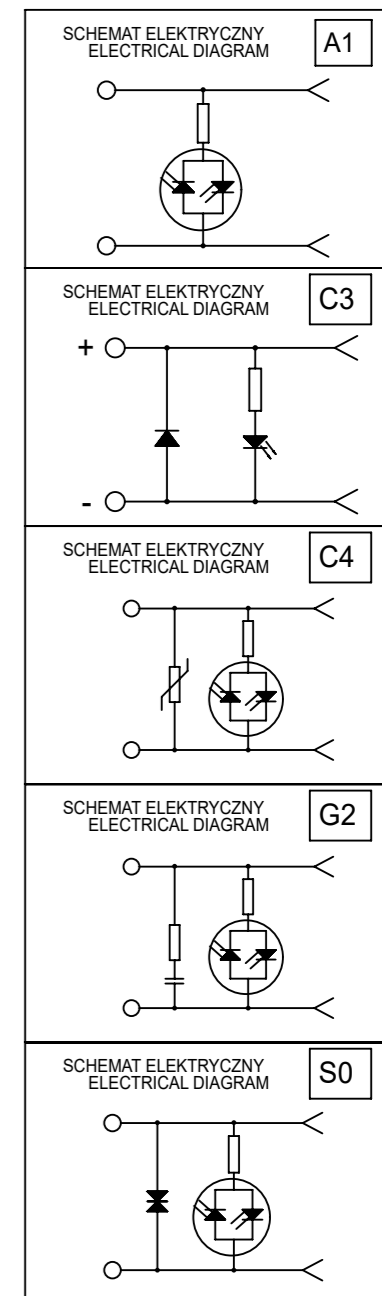 SCHEMAT ELEKTRYCZNY
ELECTRICAL DIAGRAM
A1
SCHEMAT ELEKTRYCZNY
ELECTRICAL DIAGRAM
C3
+
-
SCHEMAT ELEKTRYCZNY
ELECTRICAL DIAGRAM
C4
SCHEMAT ELEKTRYCZNY
ELECTRICAL DIAGRAM
G2
SCHEMAT ELEKTRYCZNY
ELECTRICAL DIAGRAM
S0